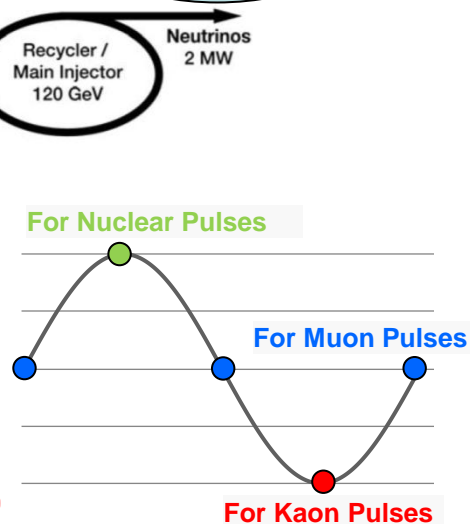 Neutrinos
2 MW
Recycler /
Main Injector
120 GeV
For Nuclear Pulses
For Muon Pulses
For Kaon Pulses